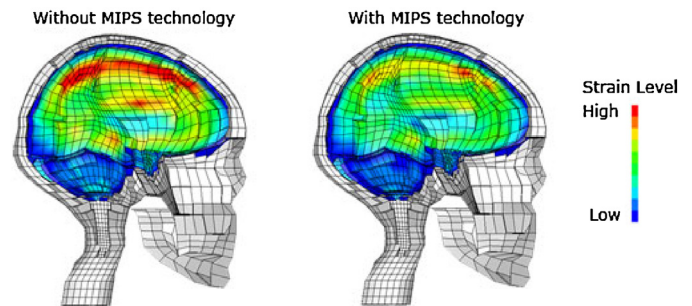 Without MIPS technology
With MIPS technology
Strain Level
High
Low